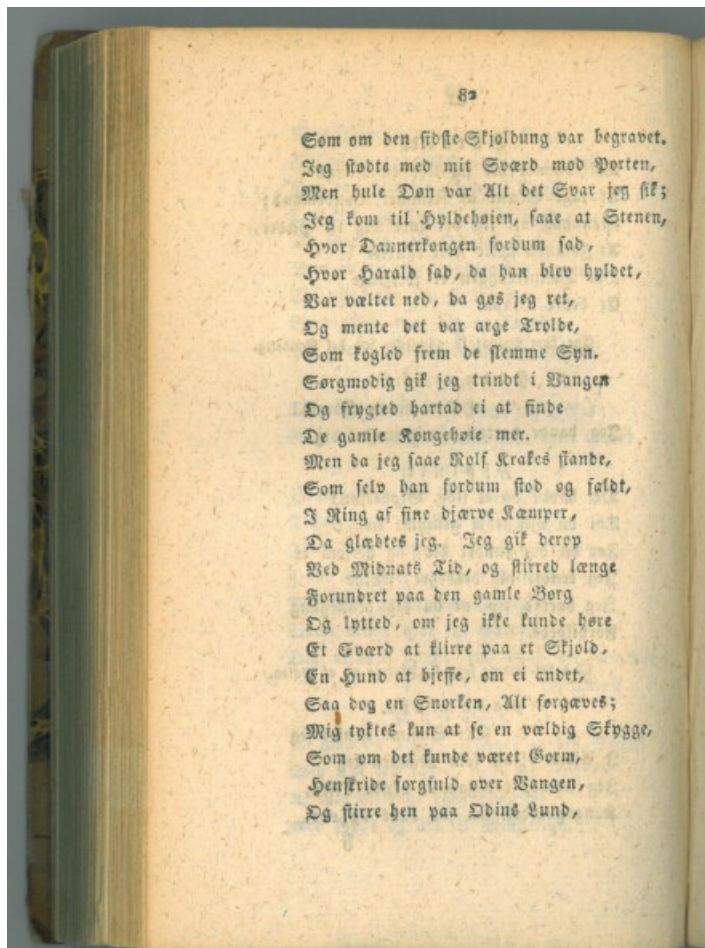 82
Som om den sidste Skjoldung var begravet.
Jeg stødte med mit Sværd mod Porten,
Men hule Døn var Alt det Svar jeg fik;
Jeg kom til Hyldehøien, saae at Stenen,
Hvor Dannerkongen fordum sad,
Hvor Harald sad, da han blev hyldet,
Var væltet ned, da gøs jeg ret,
Og mente det var arge Trolde,
Som kogled frem de slemme Syn.
Sørgmodig gik jeg trindt i Vangen
Og frygted hartad ei at finde
De gamle Kongehøie mer.
Men da jeg saae Rolf Krakes stande,
Som selv han fordum stod og faldt,
I Ring af sine djærve Kæmper,
Da glædtes jeg. Jeg gik derop
Ved Midnats Tid, og stirred længe
Forundret paa den gamle Borg
Og lytted, om jeg ikke kunde høre
Et Sværd at klirre paa et Skjold,
En Hund at bjeffe, om ei andet,
Saa dog en Snorken, Alt forgæves;
Mig tyktes kun at se en vældig Skygge,
Som om det kunde været Gorm,
Henskride sorgfuld over Vangen,
Og stirre hen paa Odins Lund,